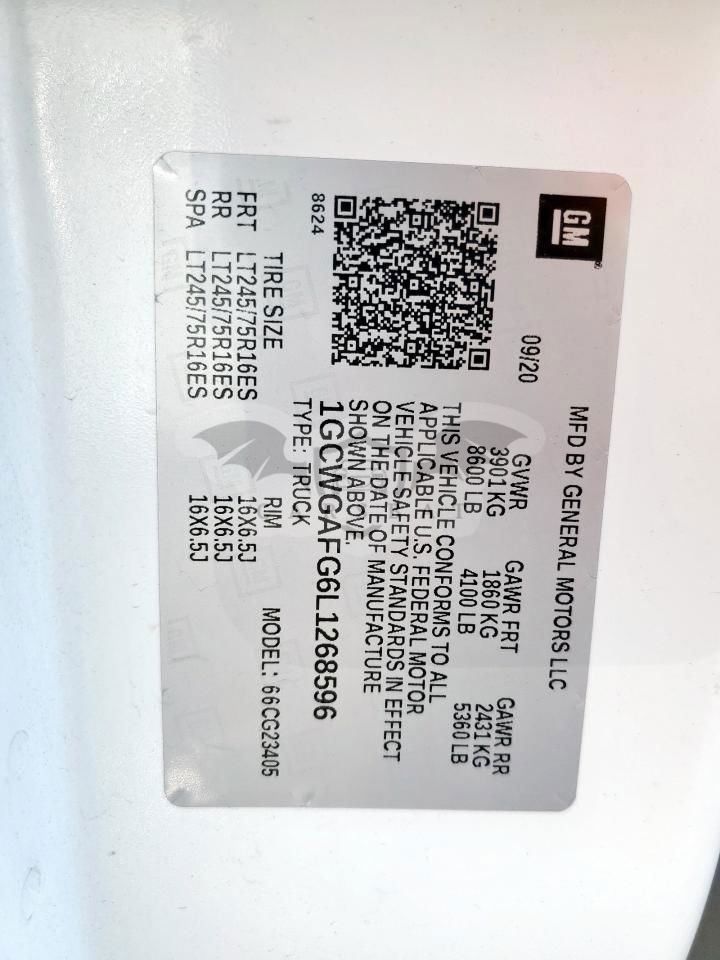 GM
MFD BY GENERAL MOTORS LLC
09/20
GVWR GAWR FRT GAWR RR
3901 KG 1860 KG 2431 KG
8600 LB 4100 LB 5360 LB
THIS VEHICLE CONFORMS TO ALL
APPLICABLE U.S. FEDERAL MOTOR
VEHICLE SAFETY STANDARDS IN EFFECT
ON THE DATE OF MANUFACTURE
SHOWN ABOVE.
1GCWGAFG6L1268596
8624
TYPE: TRUCK
MODEL: 66CG23405
TIRE SIZE RIM
FRT LT245/75R16ES 16X6.5J
RR LT245/75R16ES 16X6.5J
SPA LT245/75R16ES 16X6.5J